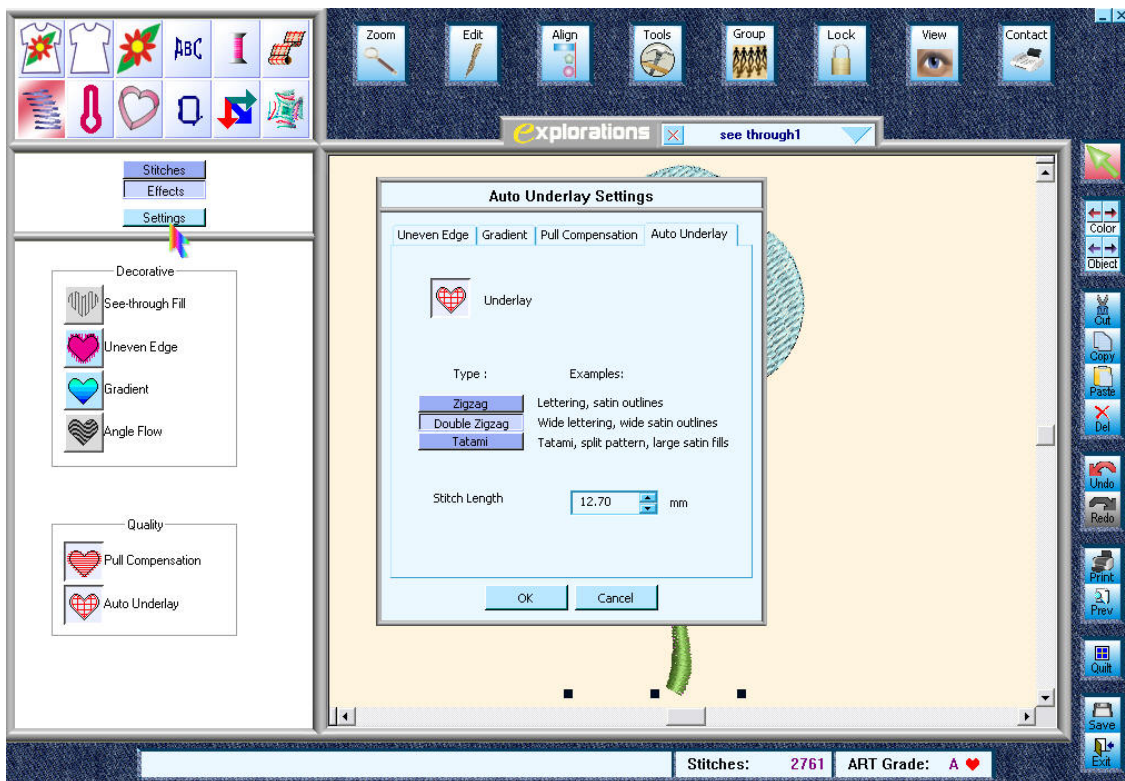 ABC
Zoom
Edit
Align
Tools
Group
Lock
View
Contact
explorations
see through1
Stitches
Effects
Settings
Decorative
See-through Fill
Uneven Edge
Gradient
Angle Flow
Quality
Pull Compensation
Auto Underlay
Auto Underlay Settings
Uneven Edge Gradient Pull Compensation Auto Underlay
Underlay
Type : Examples:
Zigzag Lettering, satin outlines
Double Zigzag Wide lettering, wide satin outlines
Tatami Tatami, split pattern, large satin fills
Stitch Length 12.70 mm
OK Cancel
Color
Object
Cut
Copy
Paste
Del
Undo
Redo
Print
Prev
Quilt
Save
Exit
Stitches: 2761 ART Grade: A